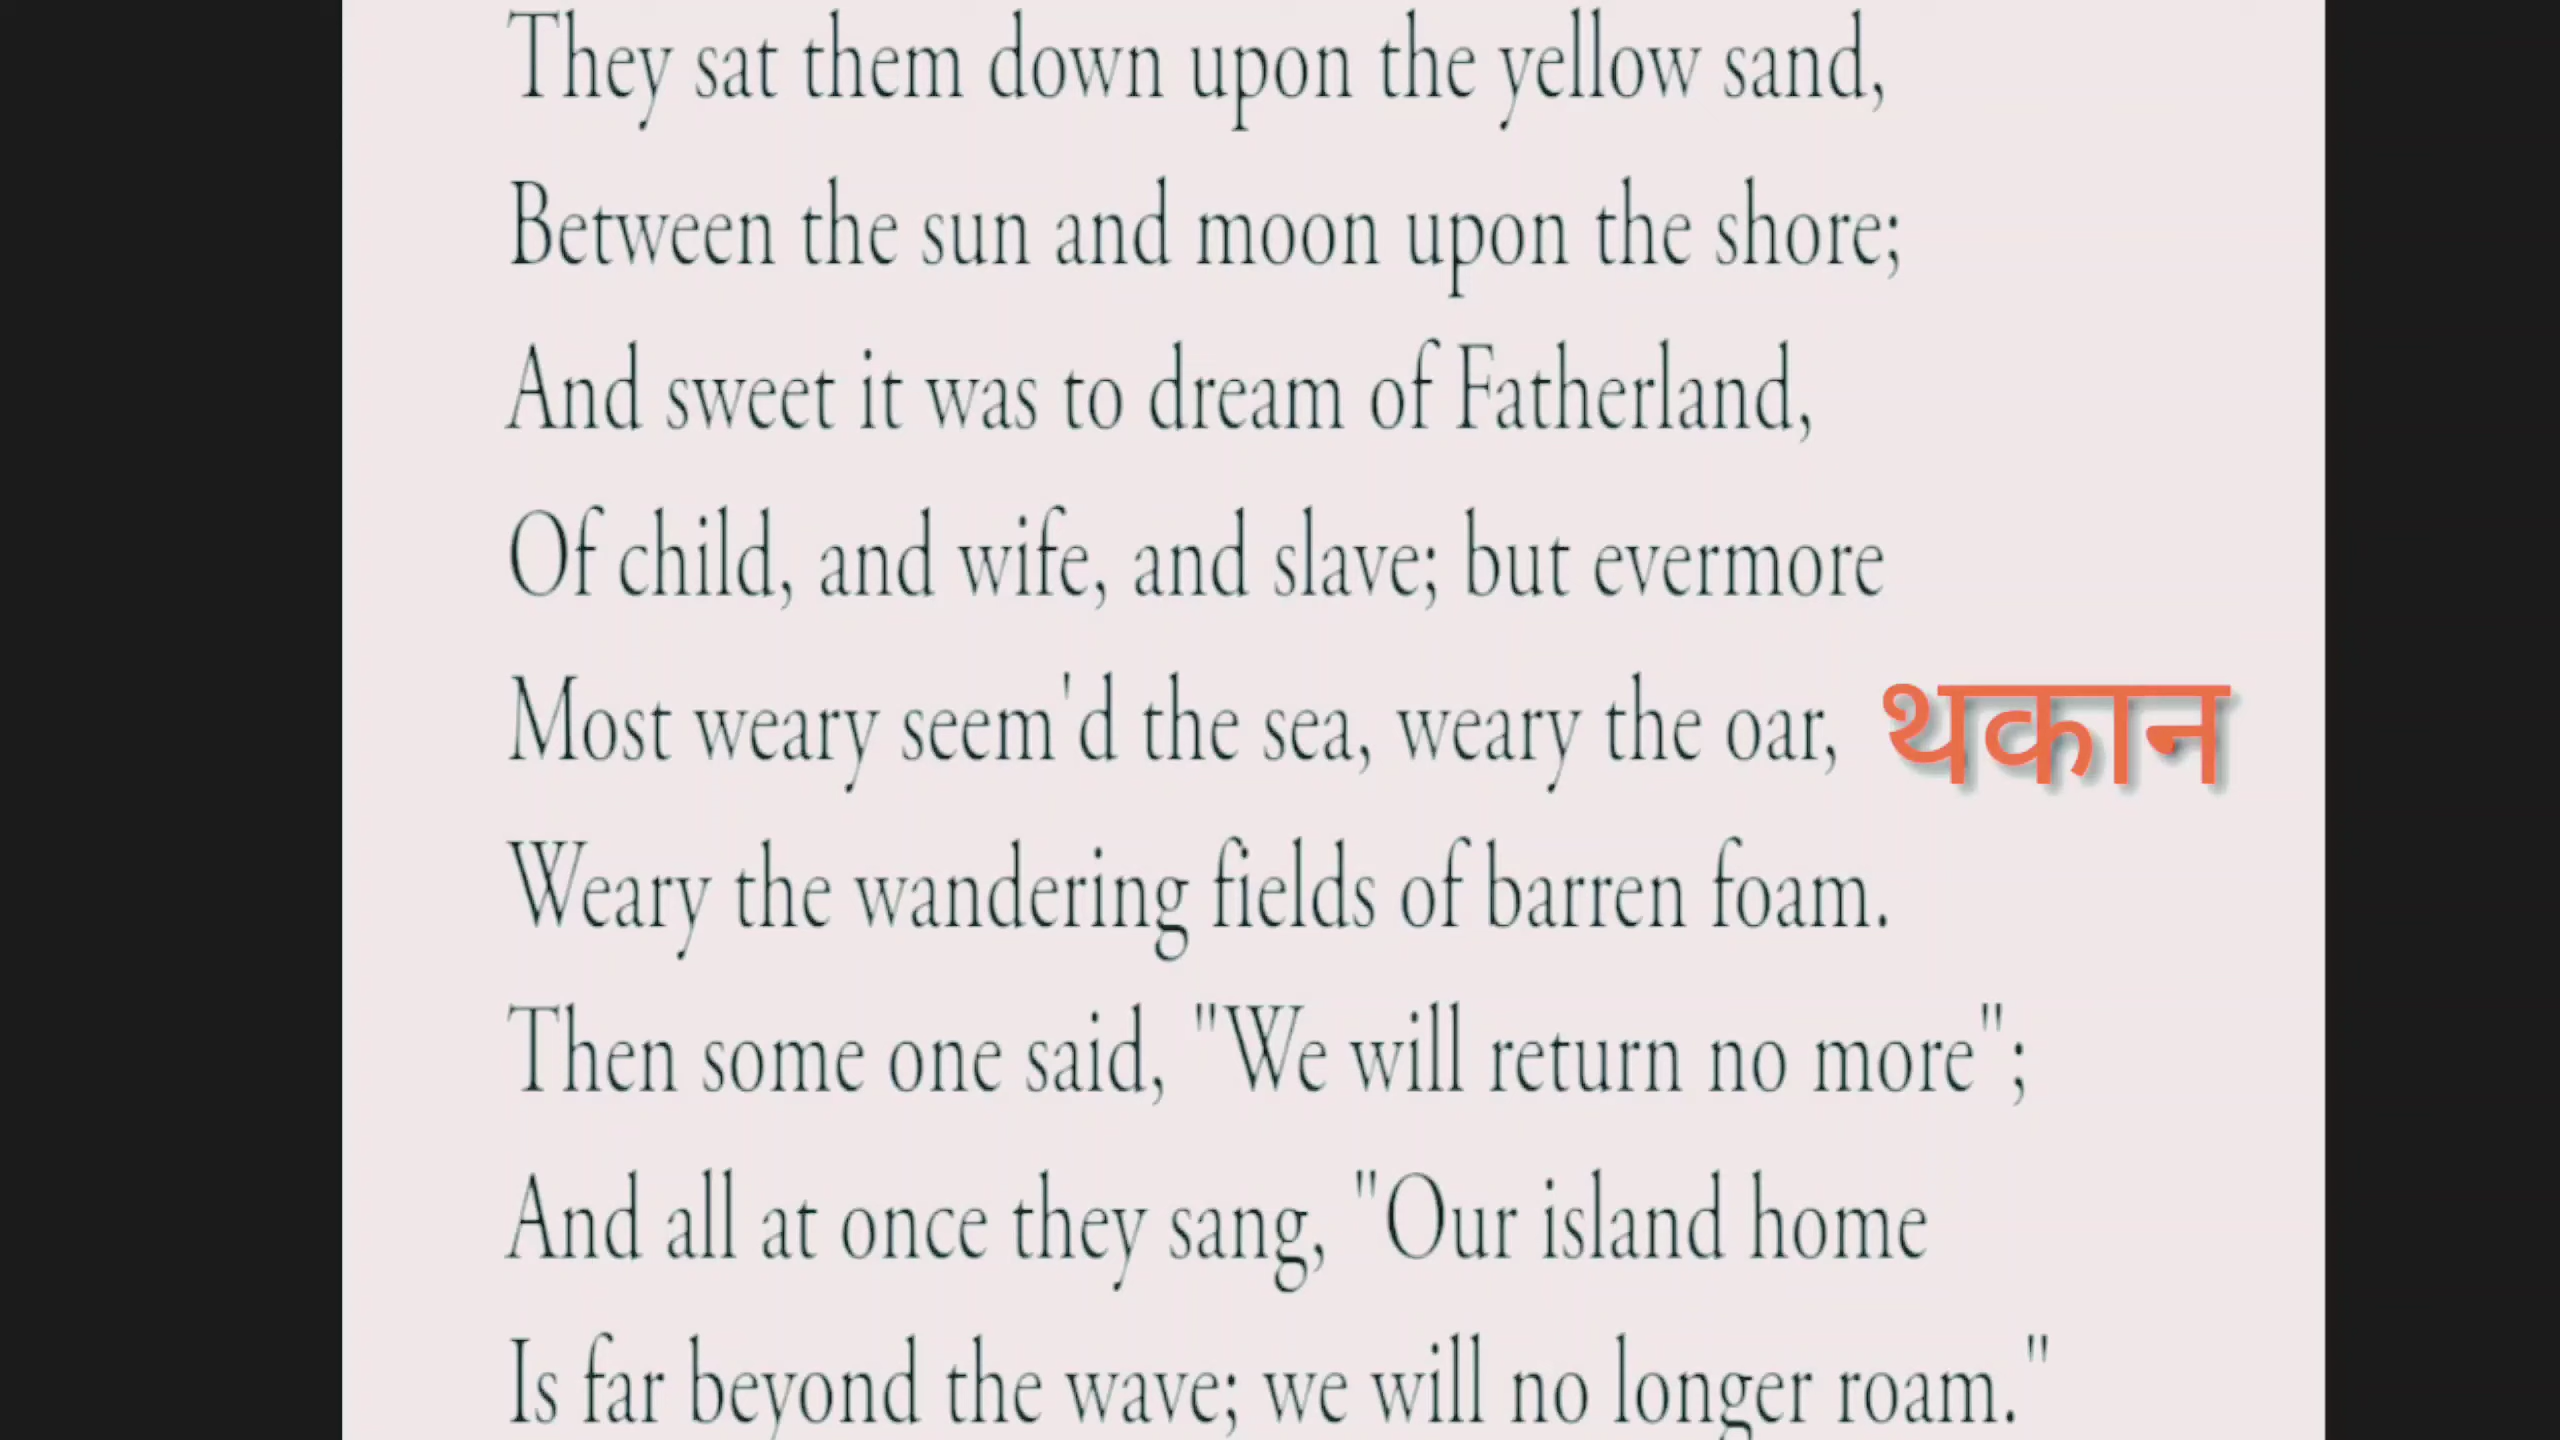 They sat them down upon the yellow sand,
Between the sun and moon upon the shore;
And sweet it was to dream of Fatherland,
Of child, and wife, and slave; but evermore
Most weary seem'd the sea, weary the oar, थकान
Weary the wandering fields of barren foam.
Then some one said, "We will return no more";
And all at once they sang, "Our island home
Is far beyond the wave; we will no longer roam."